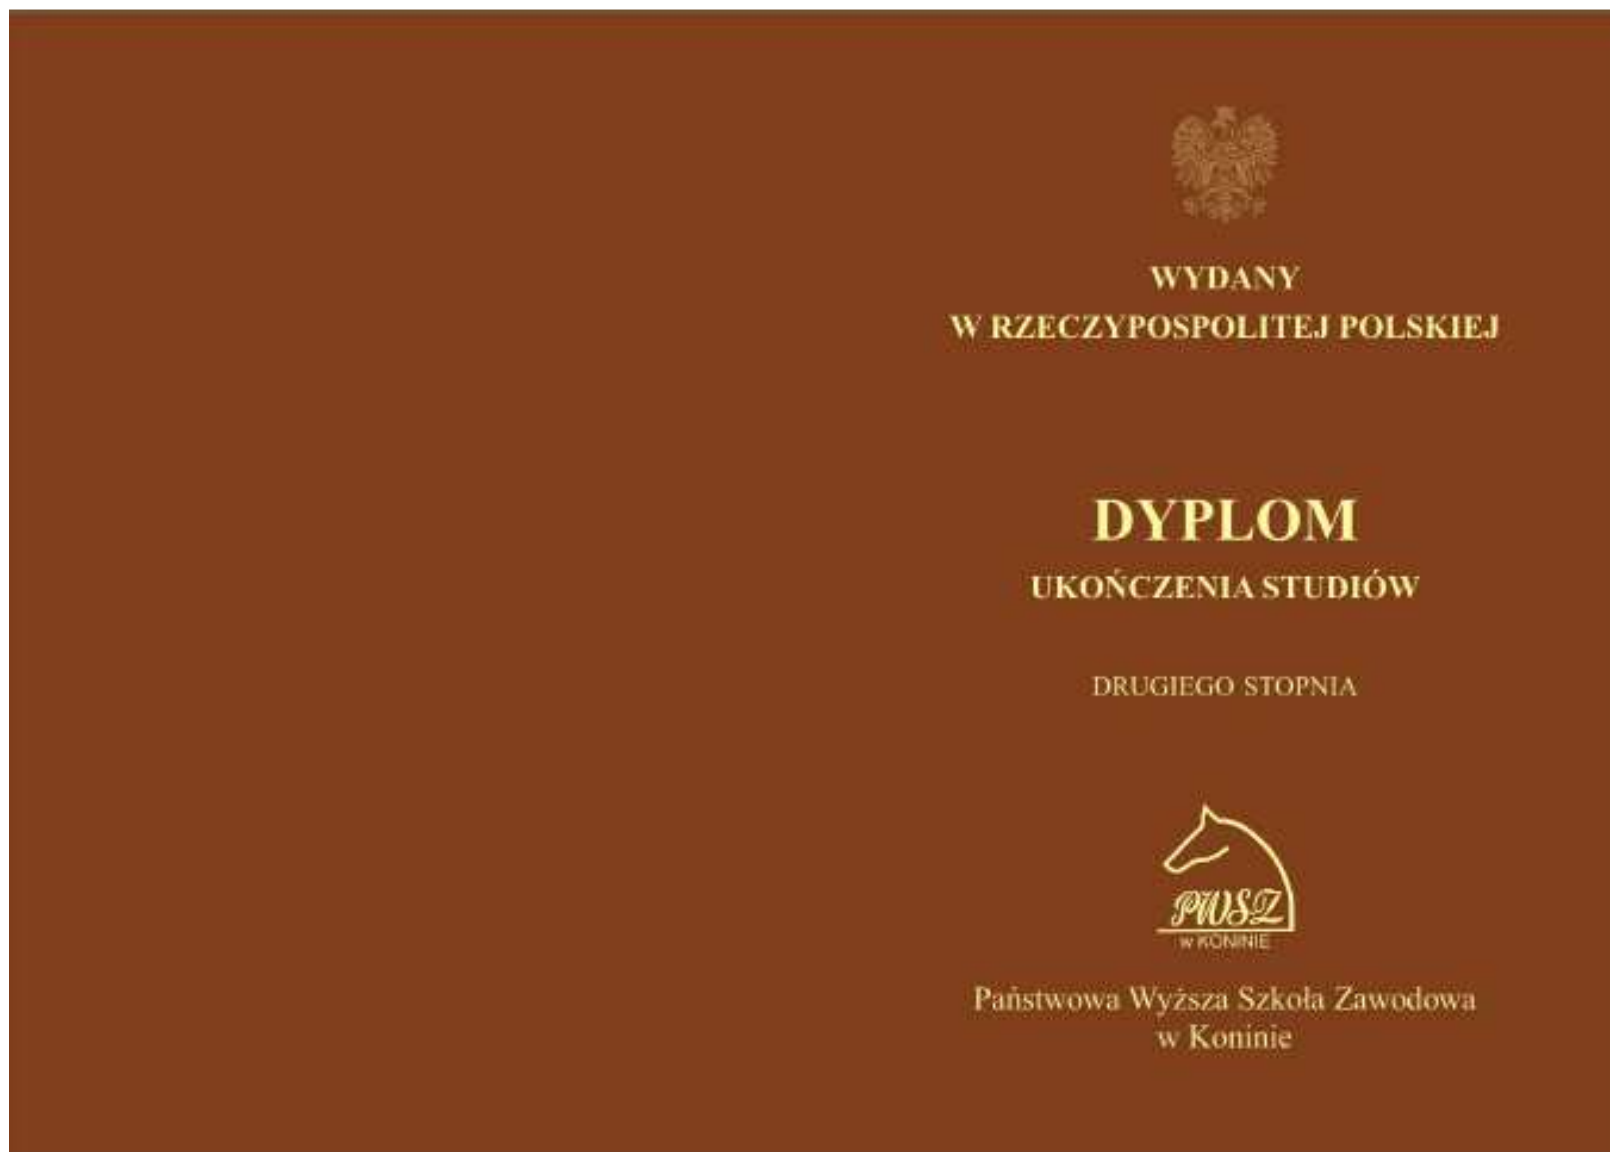 WYDANY
W RZECZYPOSPOLITEJ POLSKIEJ
DYPLOM
UKOŃCZENIA STUDIÓW
DRUGIEGO STOPNIA
PWSZ
w KONINIE
Państwowa Wyższa Szkoła Zawodowa
w Koninie